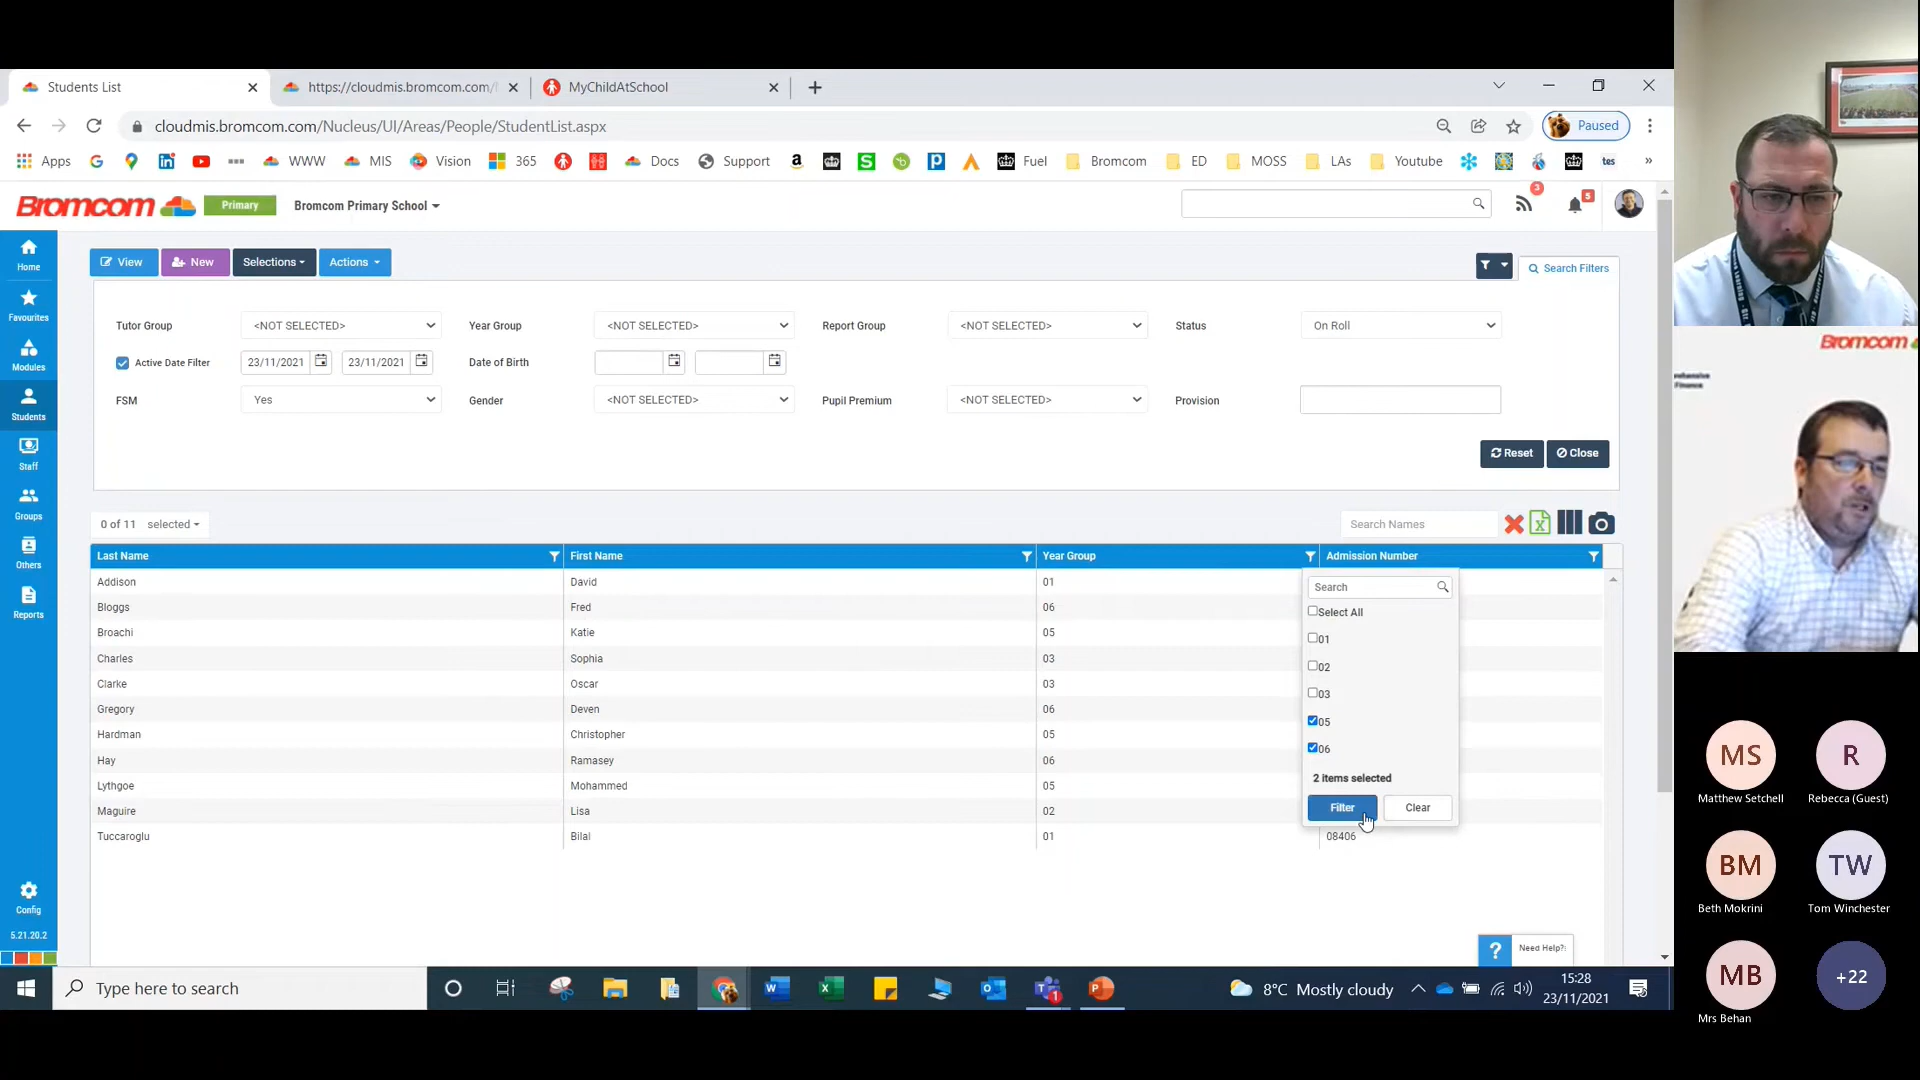 Students List
https://cloudmis.bromcom.com/
MyChildAtSchool
cloudmis.bromcom.com/Nucleus/UI/Areas/People/StudentList.aspx
Paused
Apps
WWW
MIS
Vision
365
Docs
Support
Fuel
Bromcom
ED
MOSS
LAs
Youtube
tes
»
Bromcom
Primary
Bromcom Primary School
3
5
Home
Favourites
Modules
Students
Staff
Groups
Others
Reports
Config
5.21.20.2
View
New
Selections
Actions
Search Filters
Tutor Group <NOT SELECTED> Year Group <NOT SELECTED> Report Group <NOT SELECTED> Status On Roll
Active Date Filter 23/11/2021 23/11/2021 Date of Birth
FSM Yes Gender <NOT SELECTED> Pupil Premium <NOT SELECTED> Provision
Reset Close
0 of 11 selected
Search Names
Last Name First Name Year Group Admission Number
Addison David 01
Bloggs Fred 06
Broachi Katie 05
Charles Sophia 03
Clarke Oscar 03
Gregory Deven 06
Hardman Christopher 05
Hay Ramasey 06
Lythgoe Mohammed 05
Maguire Lisa 02
Tuccaroglu Bilal 01 08406
Search
Select All
01
02
03
05
06
2 items selected
Filter Clear
? Need Help?
Type here to search
1
8°C Mostly cloudy
15:28
23/11/2021
Bromcom
Finance
MS
Matthew Setchell
R
Rebecca (Guest)
BM
Beth Mokrini
TW
Tom Winchester
MB
Mrs Behan
+22